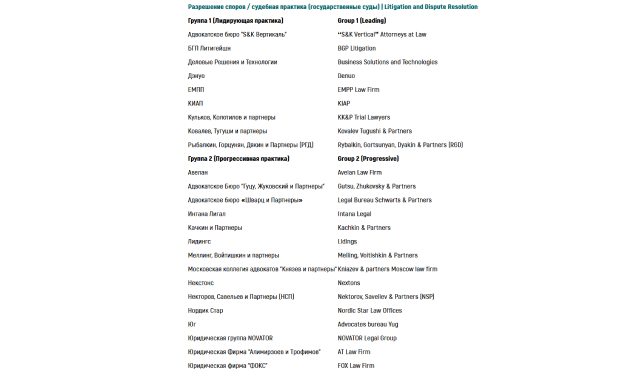 Разрешение споров / судебная практика (государственные суды) | Litigation and Dispute Resolution
Группа 1 (Лидирующая практика) Group 1 (Leading)
Адвокатское бюро "S&K Вертикаль" "S&K Vertical" Attorneys at Law
БГП Литигейшн BGP Litigation
Деловые Решения и Технологии Business Solutions and Technologies
Дэнуо Denuo
ЕМПП EMPP Law Firm
КИАП KIAP
Кульков, Колотилов и партнеры KK&P Trial Lawyers
Ковалев, Тугуши и партнеры Kovalev Tugushi & Partners
Рыбалкин, Горцунян, Дякин и Партнеры (РГД) Rybalkin, Gortsunyan, Dyakin & Partners (RGD)
Группа 2 (Прогрессивная практика) Group 2 (Progressive)
Авелан Avelan Law Firm
Адвокатское Бюро "Гуцу, Жуковский и Партнеры" Gutsu, Zhukovsky & Partners
Адвокатское бюро «Шварц и Партнеры» Legal Bureau Schwarts & Partners
Интана Лигал Intana Legal
Качкин и Партнеры Kachkin & Partners
Лидингс Lidings
Меллинг, Войтишкин и партнеры Melling, Voitishkin & Partners
Московская коллегия адвокатов "Князев и партнеры" Kniazev & partners Moscow law firm
Некстонс Nextons
Некторов, Савельев и Партнеры (НСП) Nektorov, Saveliev & Partners (NSP)
Нордик Стар Nordic Star Law Offices
Юг Advocates bureau Yug
Юридическая группа NOVATOR NOVATOR Legal Group
Юридическая Фирма "Алимирзоев и Трофимов" AT Law Firm
Юридическая фирма "ФОКС" FOX Law Firm